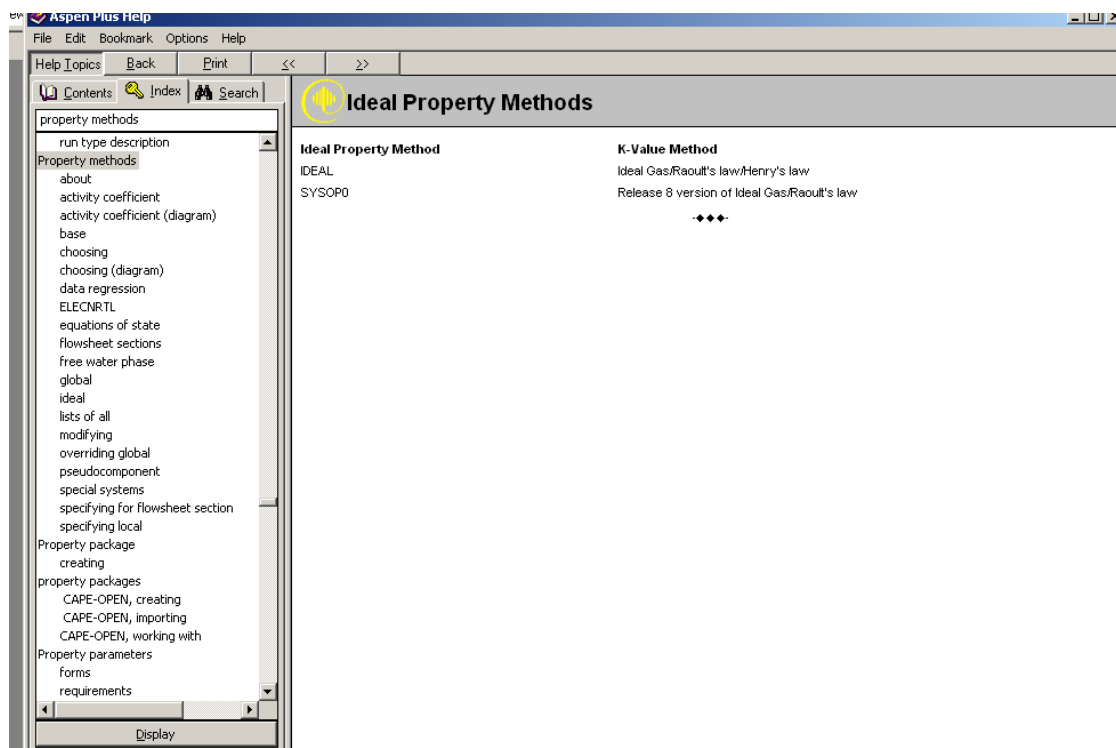 Aspen Plus Help
File Edit Bookmark Options Help
Help Topics Back Print << >>
Contents Index Search
property methods
run type description
Property methods
about
activity coefficient
activity coefficient (diagram)
base
choosing
choosing (diagram)
data regression
ELECNRTL
equations of state
flowsheet sections
free water phase
global
ideal
lists of all
modifying
overriding global
pseudocomponent
special systems
specifying for flowsheet section
specifying local
Property package
creating
property packages
CAPE-OPEN, creating
CAPE-OPEN, importing
CAPE-OPEN, working with
Property parameters
forms
requirements
Display
Ideal Property Methods
Ideal Property Method K-Value Method
IDEAL Ideal Gas/Raoult's law/Henry's law
SYSOP0 Release 8 version of Ideal Gas/Raoult's law